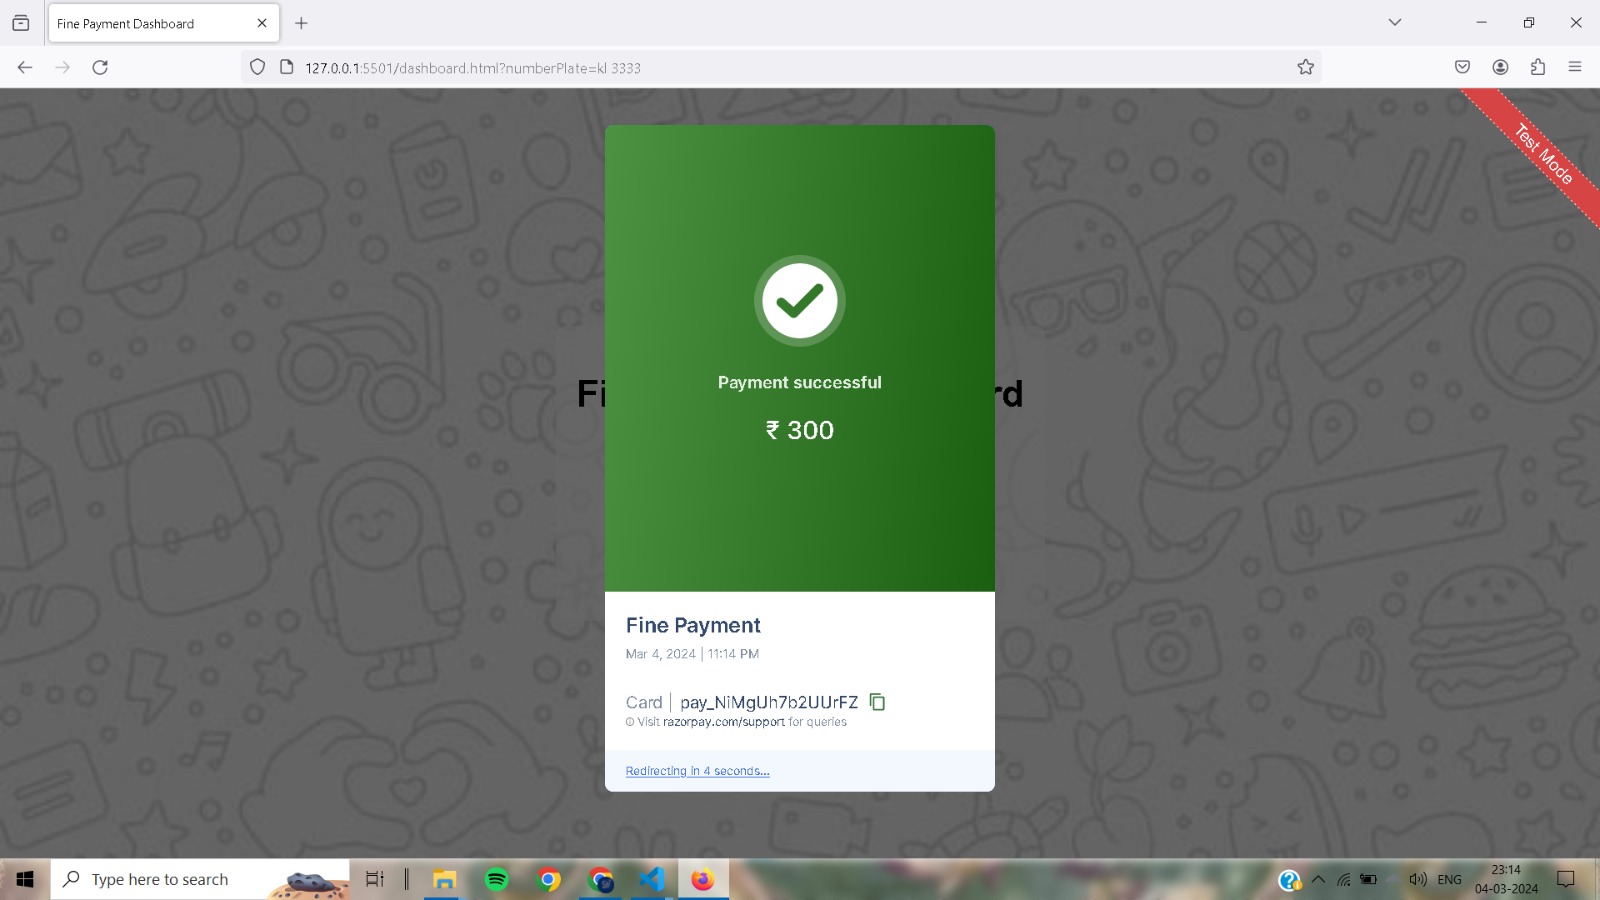 Fine Payment Dashboard
127.0.0.1:5501/dashboard.html?numberPlate=kl 3333
Test Mode
Payment successful
Fi
rd
₹ 300
Fine Payment
Mar 4, 2024 | 11:14 PM
Card | pay_NiMgUh7b2UUrFZ
Visit razorpay.com/support for queries
Redirecting in 4 seconds...
Type here to search
ENG
23:14
04-03-2024